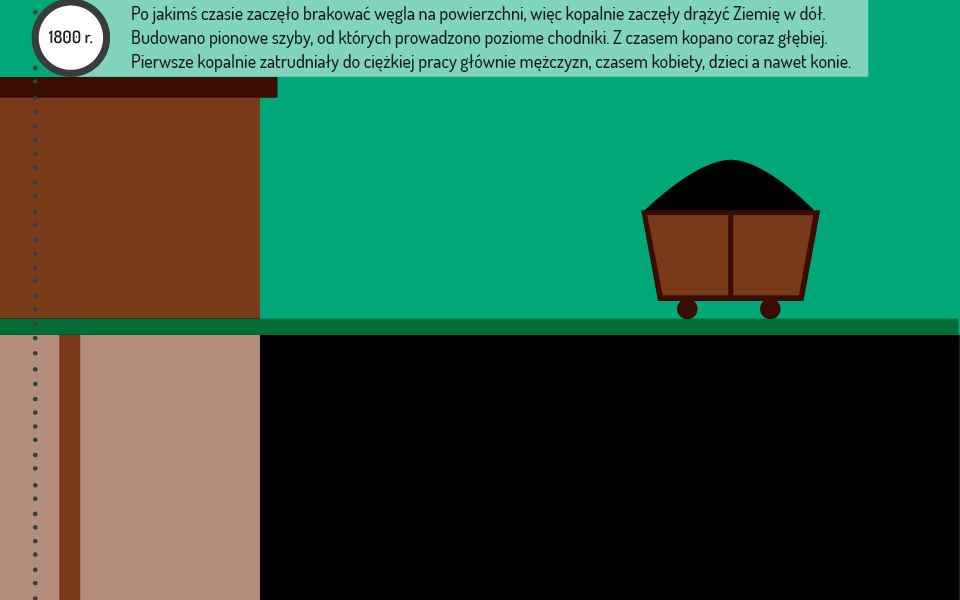 1800 r.
Po jakimś czasie zaczęło brakować węgla na powierzchni, więc kopalnie zaczęły drążyć Ziemię w dół.
Budowano pionowe szyby, od których prowadzono poziome chodniki. Z czasem kopano coraz głębiej.
Pierwsze kopalnie zatrudniały do ciężkiej pracy głównie mężczyzn, czasem kobiety, dzieci a nawet konie.